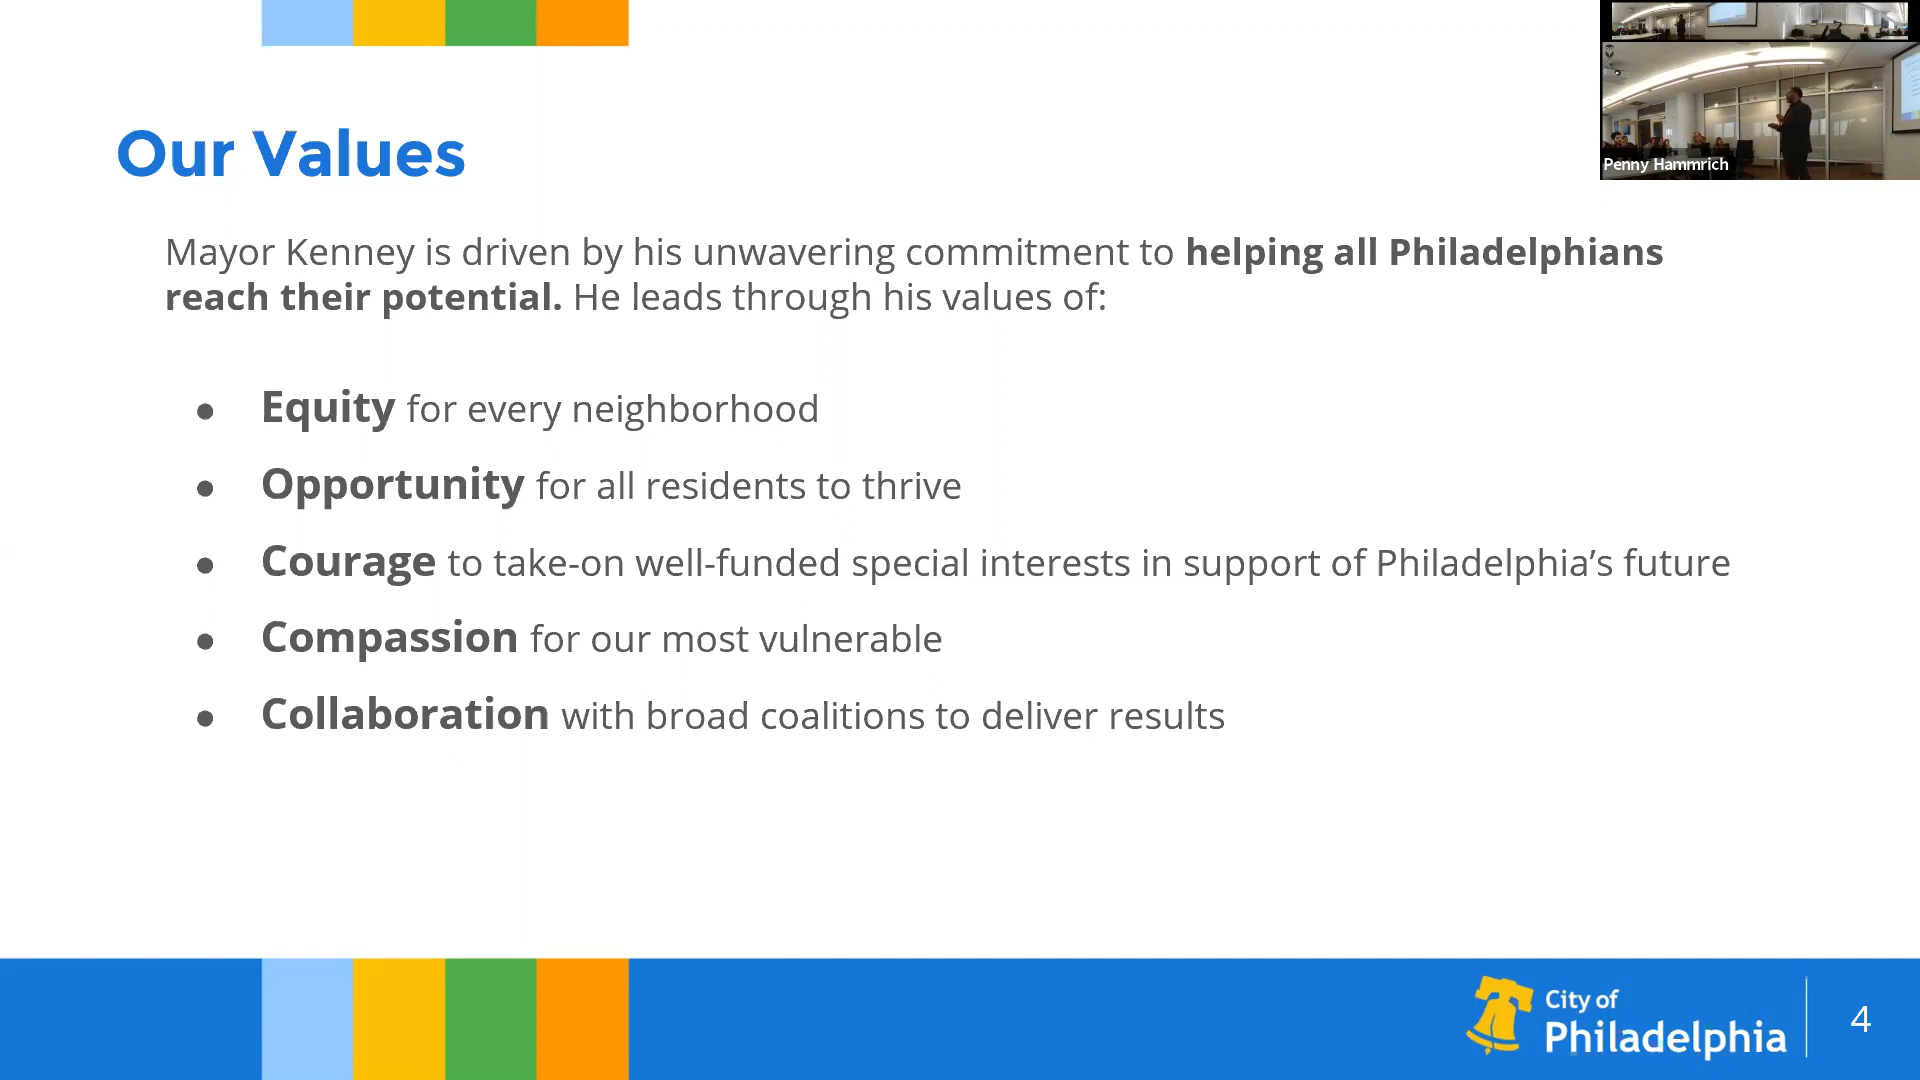 Our Values
Penny Hammrich
Mayor Kenney is driven by his unwavering commitment to helping all Philadelphians
reach their potential. He leads through his values of:
● Equity for every neighborhood
● Opportunity for all residents to thrive
● Courage to take-on well-funded special interests in support of Philadelphia’s future
● Compassion for our most vulnerable
● Collaboration with broad coalitions to deliver results
City of
Philadelphia
4